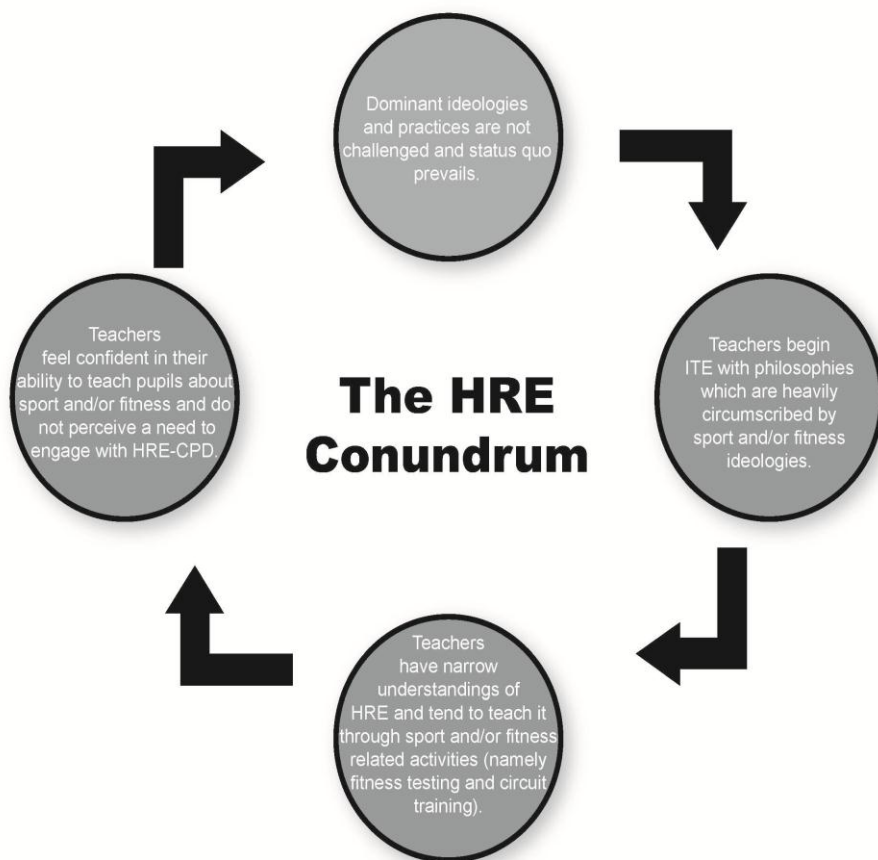 Dominant ideologies
and practices are not
challenged and status quo
prevails.
Teachers
feel confident in their
ability to teach pupils about
sport and/or fitness and do
not perceive a need to
engage with HRE-CPD.
The HRE
Conundrum
Teachers begin
ITE with philosophies
which are heavily
circumscribed by
sport and/or fitness
ideologies.
Teachers
have narrow
understandings of
HRE and tend to teach it
through sport and/or fitness
related activities (namely
fitness testing and circuit
training).